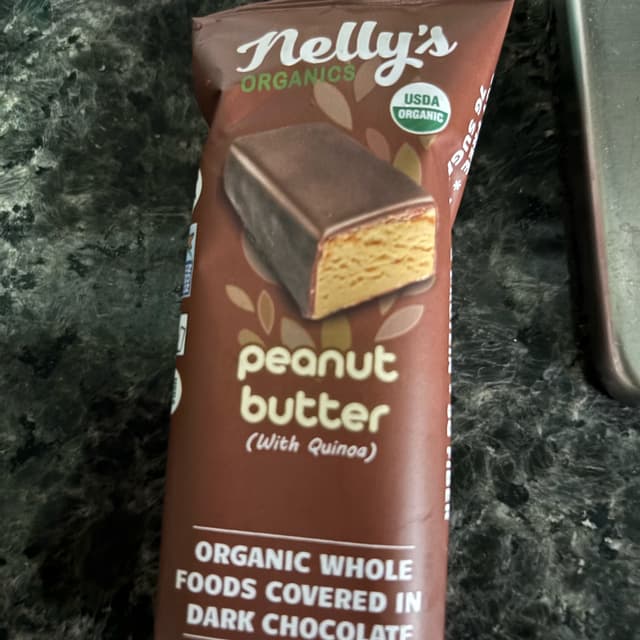 Nelly's
ORGANICS
USDA
ORGANIC
peanut
butter
(With Quinoa)
ORGANIC WHOLE
FOODS COVERED IN
DARK CHOCOLATE